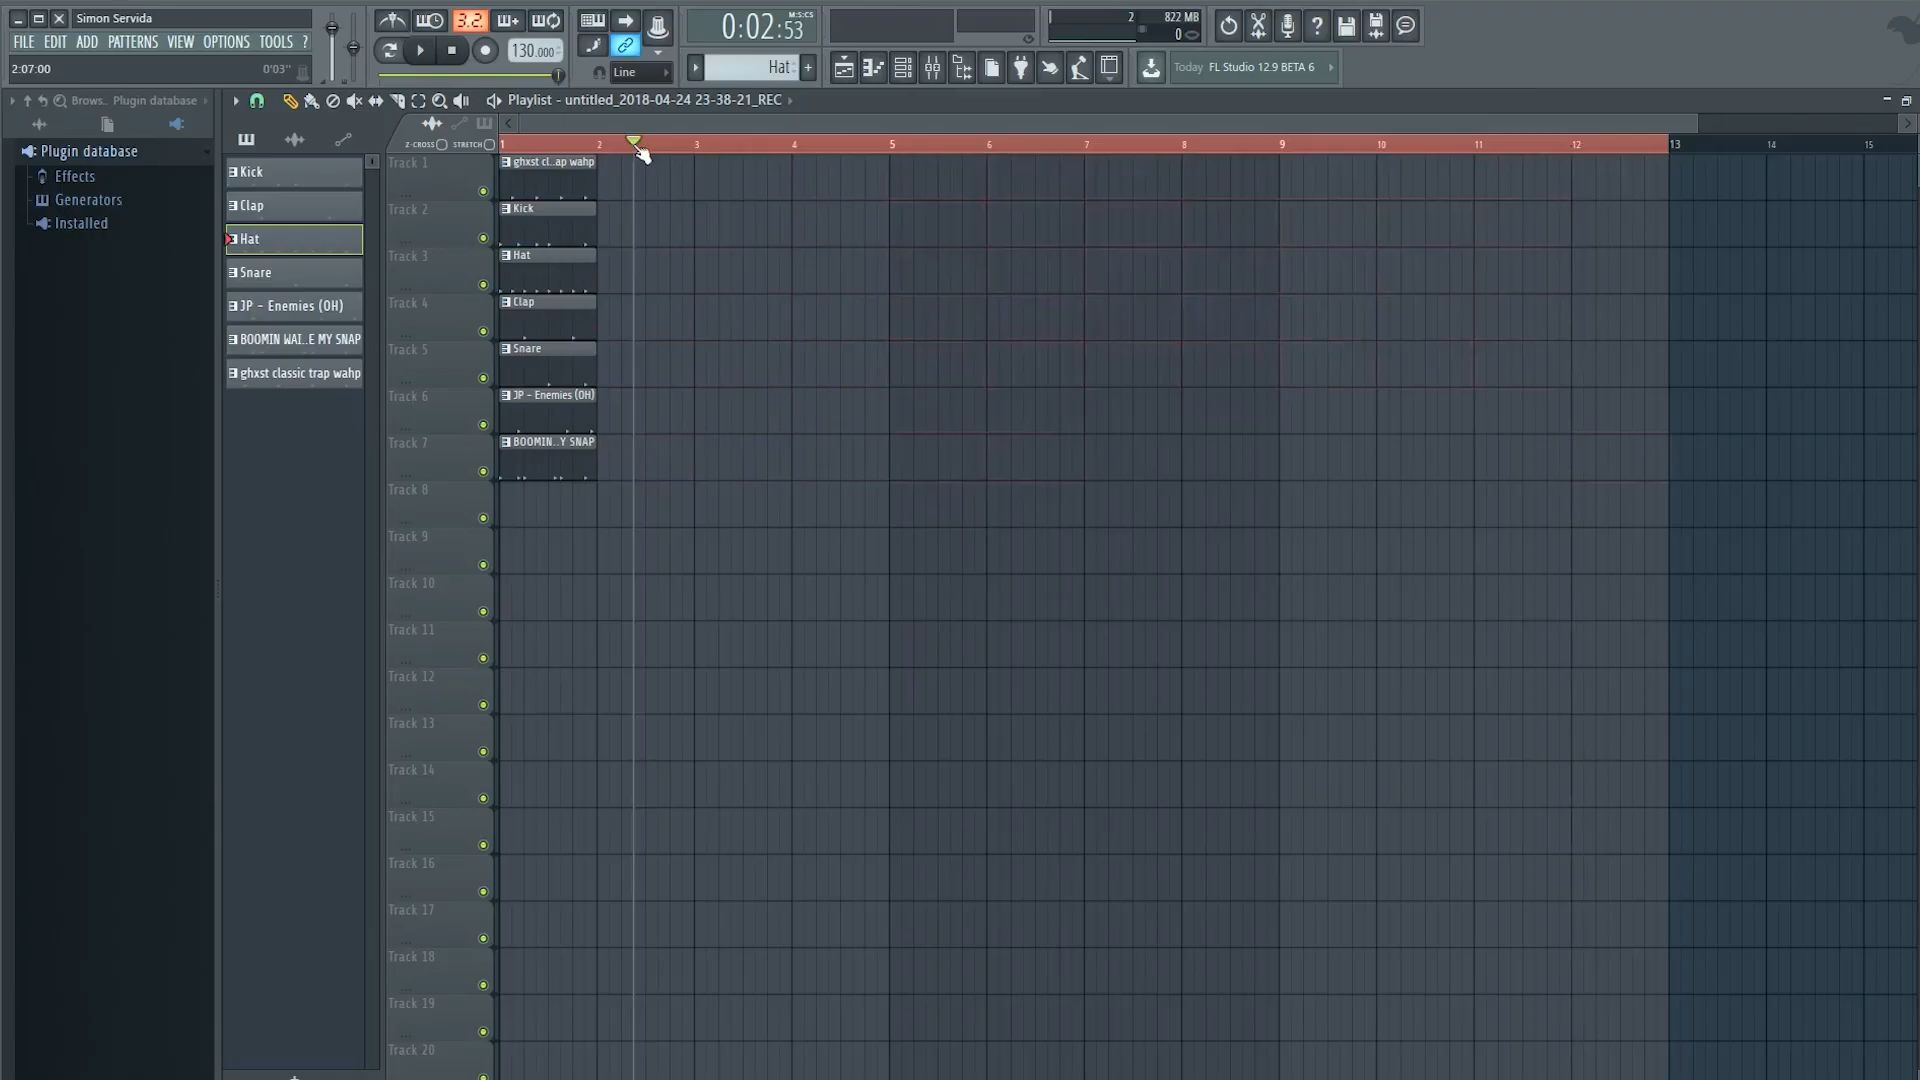 Simon Servida
FILE EDIT ADD PATTERNS VIEW OPTIONS TOOLS ?
2:07:00 0'03"
3.2.
130.000
Line
0:02:53
M:S:CS
Hat
2
822 MB
0
Today FL Studio 12.9 BETA 6
Brows.. Plugin database
Plugin database
Effects
Generators
Installed
Playlist - untitled_2018-04-24 23-38-21_REC
Z-CROSS STRETCH
1 2 3 4 5 6 7 8 9 10 11 12 13 14 15
Kick
Clap
Hat
Snare
JP - Enemies (OH)
BOOMIN WAI..E MY SNAP
ghxst classic trap wahp
Track 1
ghxst cl..ap wahp
Track 2
Kick
Track 3
Hat
Track 4
Clap
Track 5
Snare
Track 6
JP - Enemies (OH)
Track 7
BOOMIN..Y SNAP
Track 8
Track 9
Track 10
Track 11
Track 12
Track 13
Track 14
Track 15
Track 16
Track 17
Track 18
Track 19
Track 20